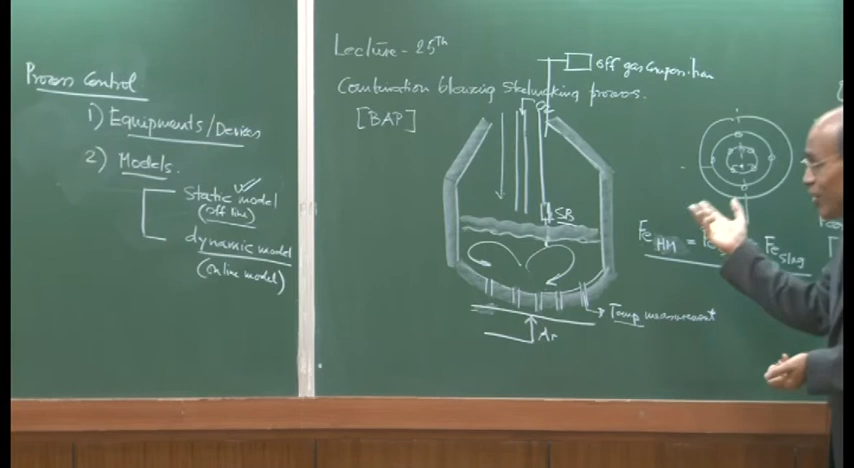 Process Control
1) Equipments/Devices
2) Models.
Static model
(off line)
dynamic model
(online model)
Lecture - 25Th
Combination blowing Steelmaking process.
[BAP]
off gas composition
O2
SB
Temp measurement
Ar
Fe HM =
Fe Slag